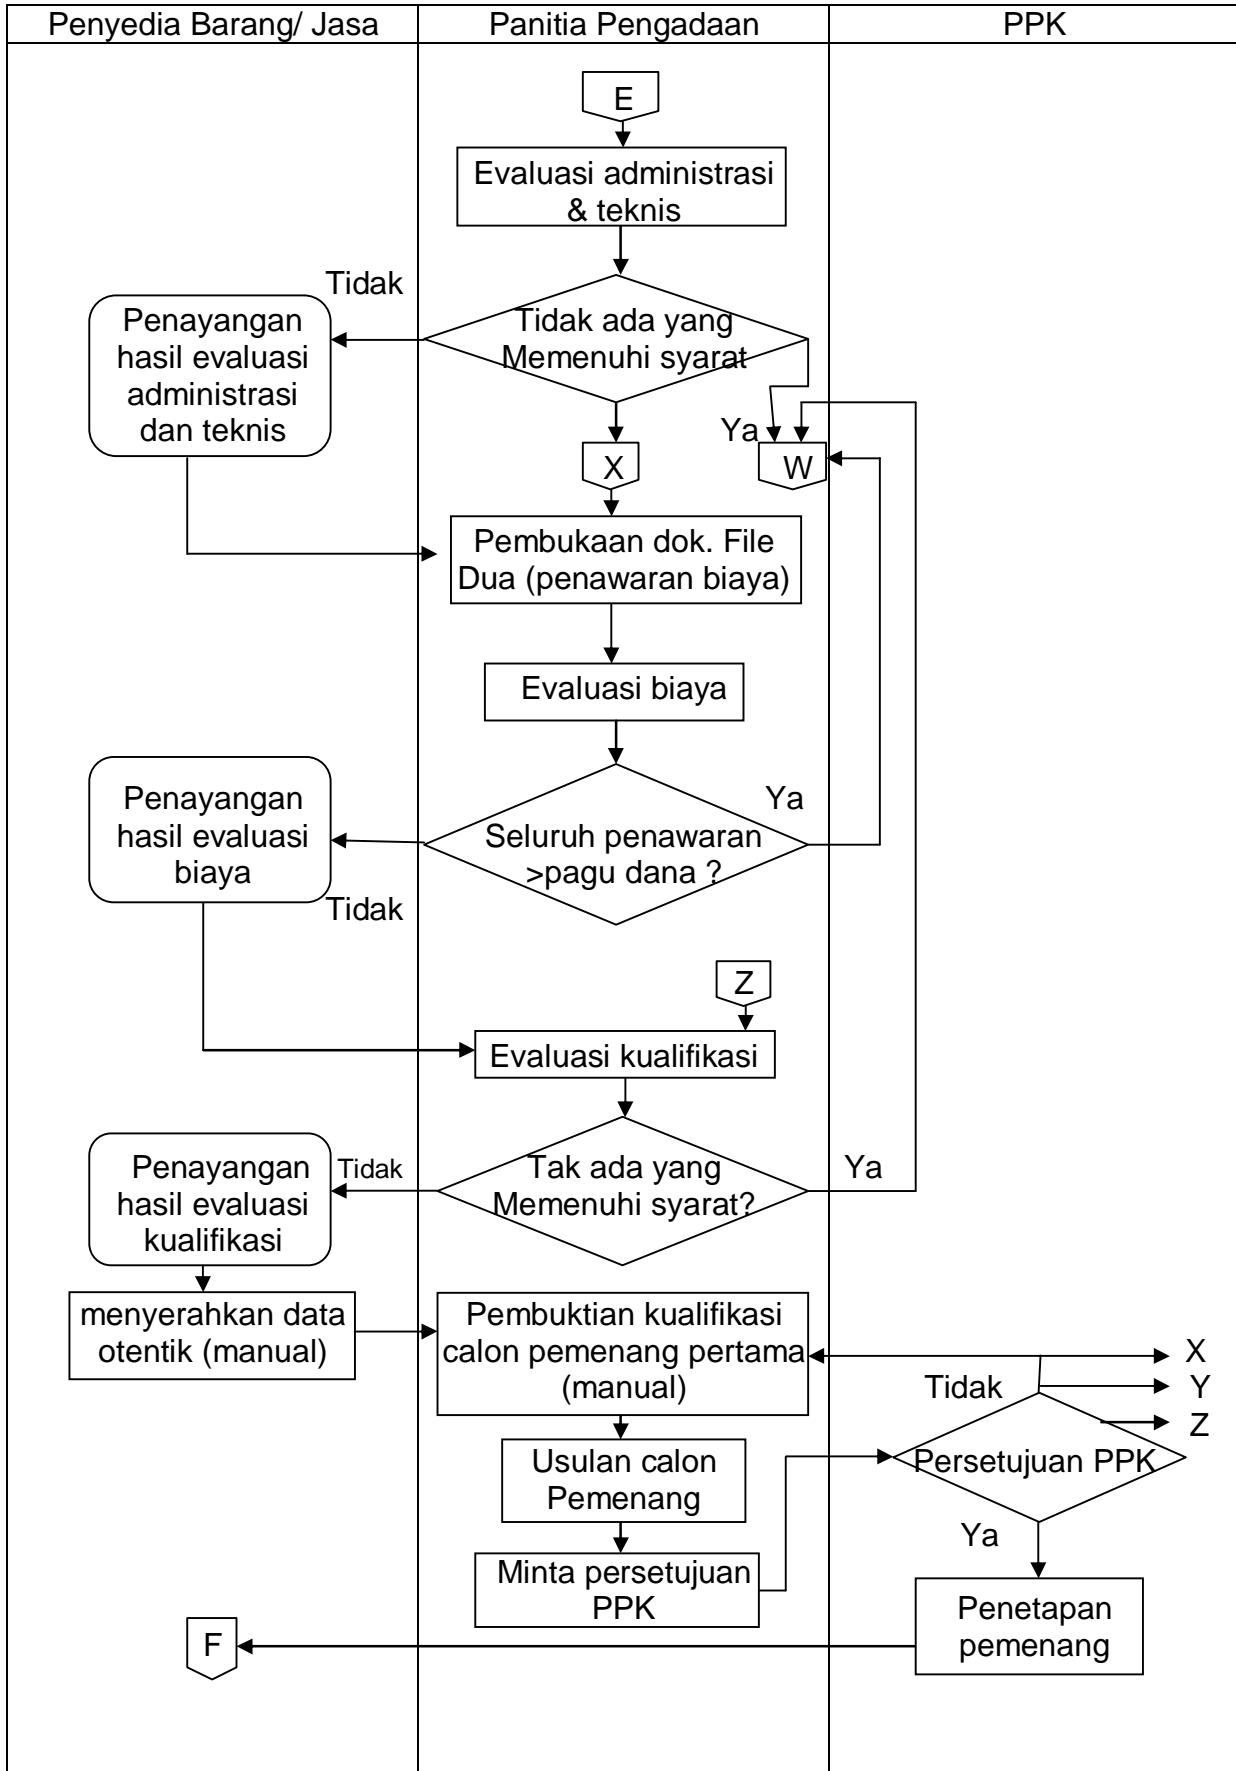 Penyedia Barang/ Jasa
Panitia Pengadaan
PPK
E
Evaluasi administrasi
& teknis
Tidak
Penayangan
hasil evaluasi
administrasi
dan teknis
Tidak ada yang
Memenuhi syarat
Ya
X
W
Pembukaan dok. File
Dua (penawaran biaya)
Evaluasi biaya
Penayangan
hasil evaluasi
biaya
Ya
Seluruh penawaran
>pagu dana ?
Tidak
Z
Evaluasi kualifikasi
Penayangan
hasil evaluasi
kualifikasi
Tidak
Tak ada yang
Memenuhi syarat?
Ya
menyerahkan data
otentik (manual)
Pembuktian kualifikasi
calon pemenang pertama
(manual)
X
Tidak
Y
Z
Usulan calon
Pemenang
Persetujuan PPK
Ya
Minta persetujuan
PPK
Penetapan
pemenang
F